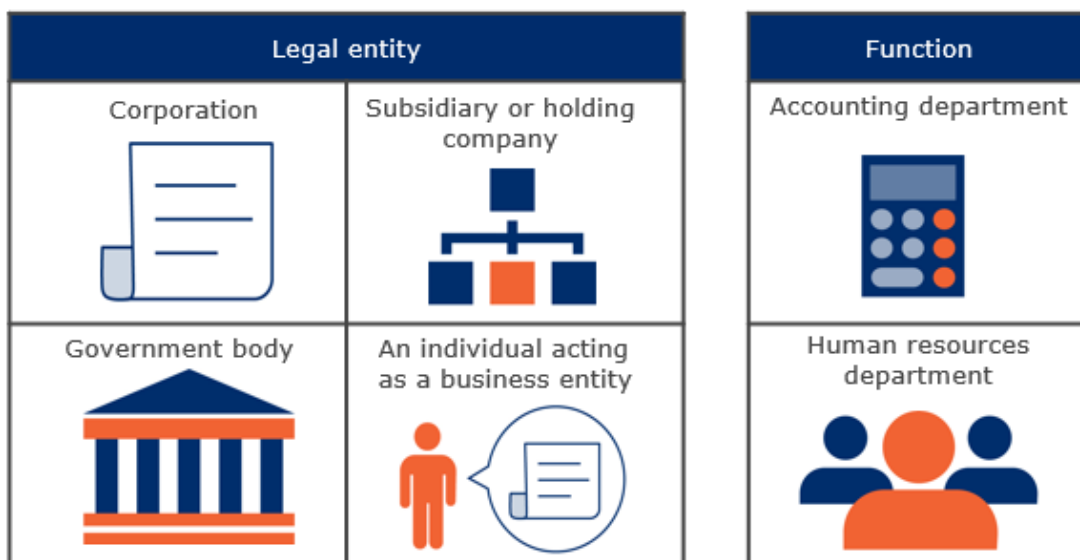 Legal entity
Function
Corporation
Subsidiary or holding
company
Accounting department
Government body
An individual acting
as a business entity
Human resources
department